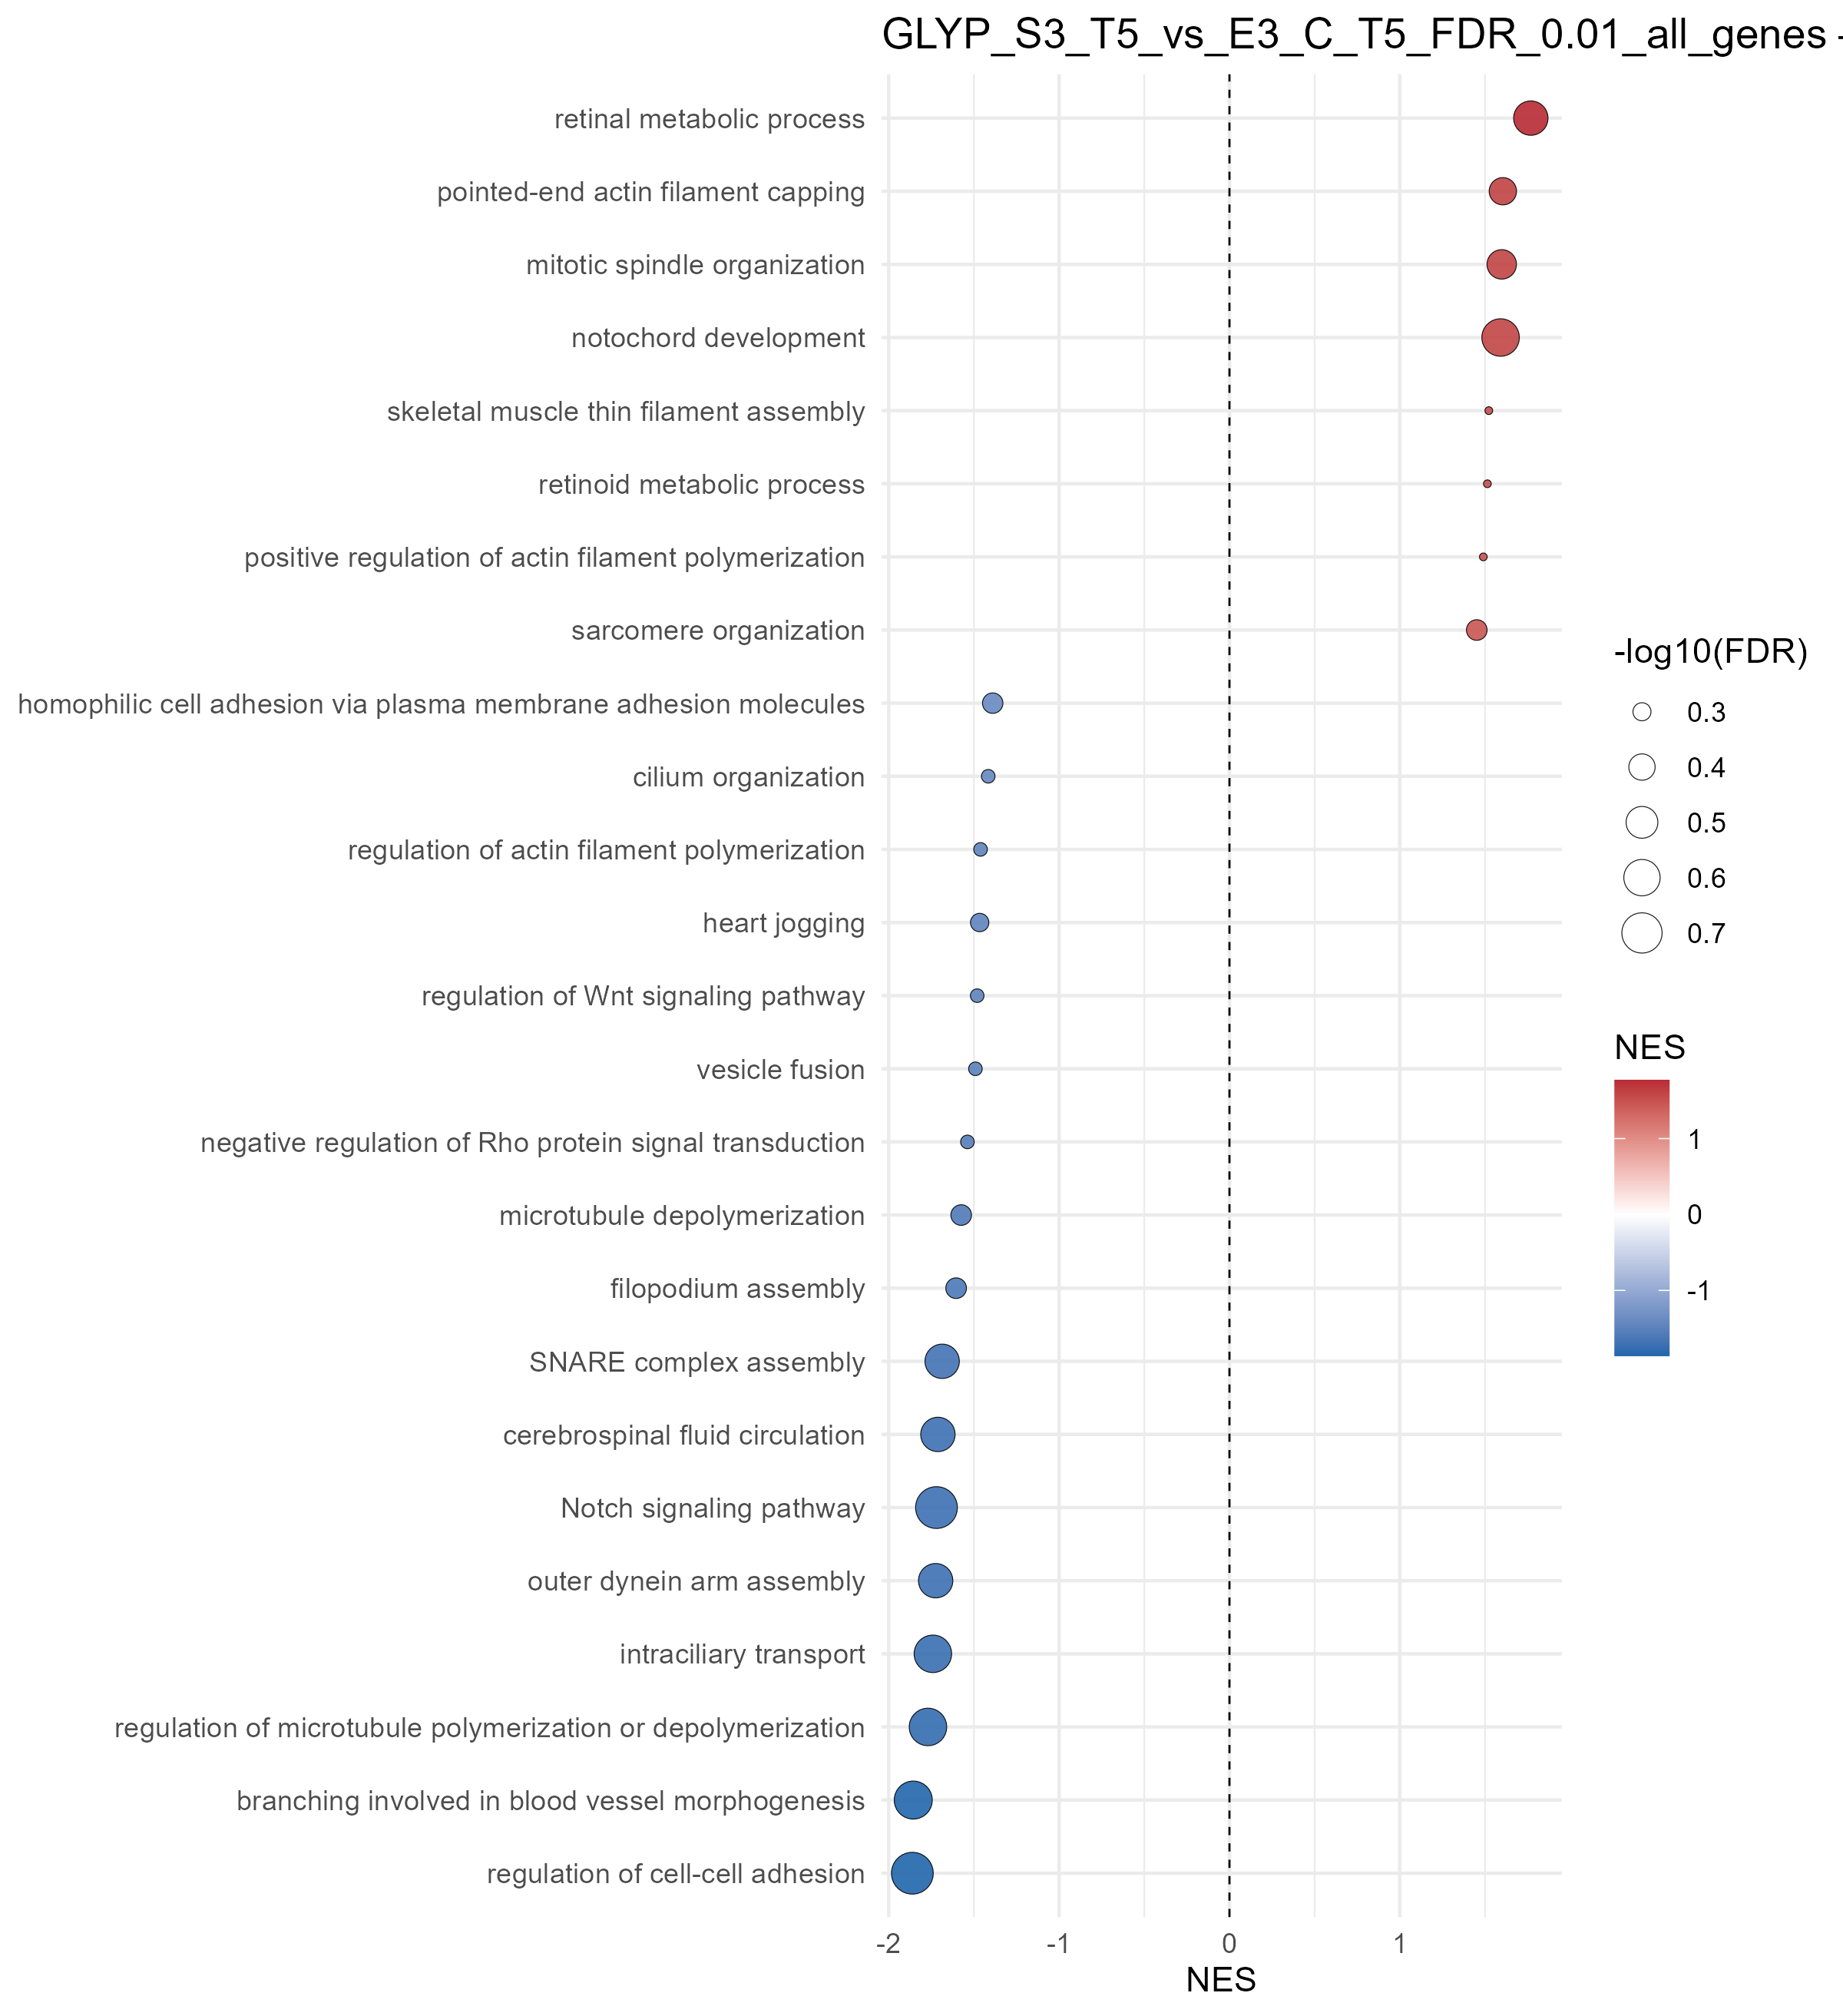 GLYP_S3_T5_vs_E3_C_T5_FDR_0.01_all_genes -
retinal metabolic process
pointed-end actin filament capping
mitotic spindle organization
notochord development
skeletal muscle thin filament assembly
retinoid metabolic process
positive regulation of actin filament polymerization
sarcomere organization
homophilic cell adhesion via plasma membrane adhesion molecules
cilium organization
regulation of actin filament polymerization
heart jogging
regulation of Wnt signaling pathway
vesicle fusion
negative regulation of Rho protein signal transduction
microtubule depolymerization
filopodium assembly
SNARE complex assembly
cerebrospinal fluid circulation
Notch signaling pathway
outer dynein arm assembly
intraciliary transport
regulation of microtubule polymerization or depolymerization
branching involved in blood vessel morphogenesis
regulation of cell-cell adhesion
-2 -1 0 1
NES
-log10(FDR)
0.3
0.4
0.5
0.6
0.7
NES
1
0
-1